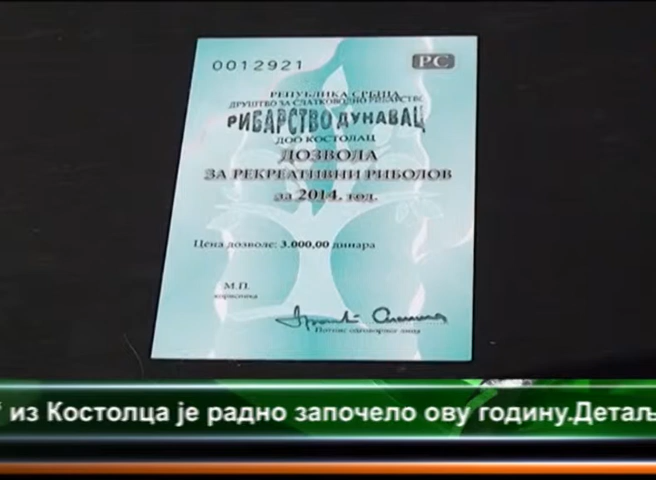 0012921
РС
РЕПУБЛИКА СРБИЈА
ДРУШТВО ЗА СЛАТКОВОДНО РИБАРСТВО
РИБАРСТВО ДУНАВАЦ
ДОО КОСТОЛАЦ
ДОЗВОЛА
ЗА РЕКРЕАТИВНИ РИБОЛОВ
за 2014. год.
Цена дозволе: 3.000,00 динара
М.П.
корисника
Потпис одговорног лица
из Костолца је радно започело ову годину.Детаљ